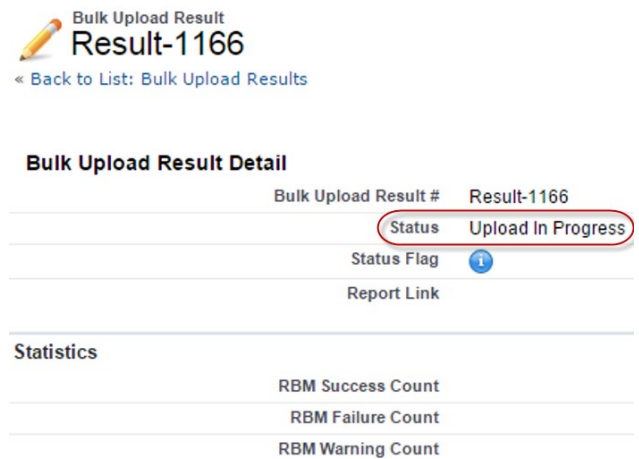 Bulk Upload Result
Result-1166
« Back to List: Bulk Upload Results
Bulk Upload Result Detail
Bulk Upload Result # Result-1166
Status Upload In Progress
Status Flag
Report Link
Statistics
RBM Success Count
RBM Failure Count
RBM Warning Count